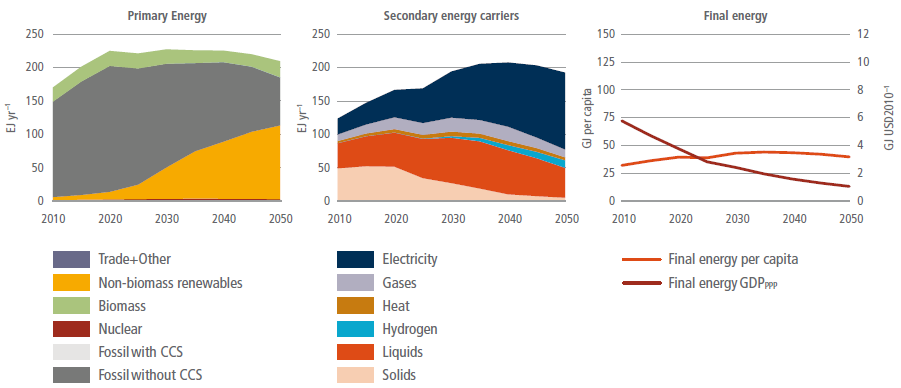 Primary Energy
Secondary energy carriers
Final energy
250
200
150
100
50
0
EJ yr⁻¹
2010 2020 2030 2040 2050
250
200
150
100
50
0
EJ yr⁻¹
2010 2020 2030 2040 2050
150
125
100
75
50
25
0
GJ per capita
12
10
8
6
4
2
0
GJ USD2010⁻¹
2010 2020 2030 2040 2050
Trade+Other
Non-biomass renewables
Biomass
Nuclear
Fossil with CCS
Fossil without CCS
Electricity
Gases
Heat
Hydrogen
Liquids
Solids
Final energy per capita
Final energy GDPPPP